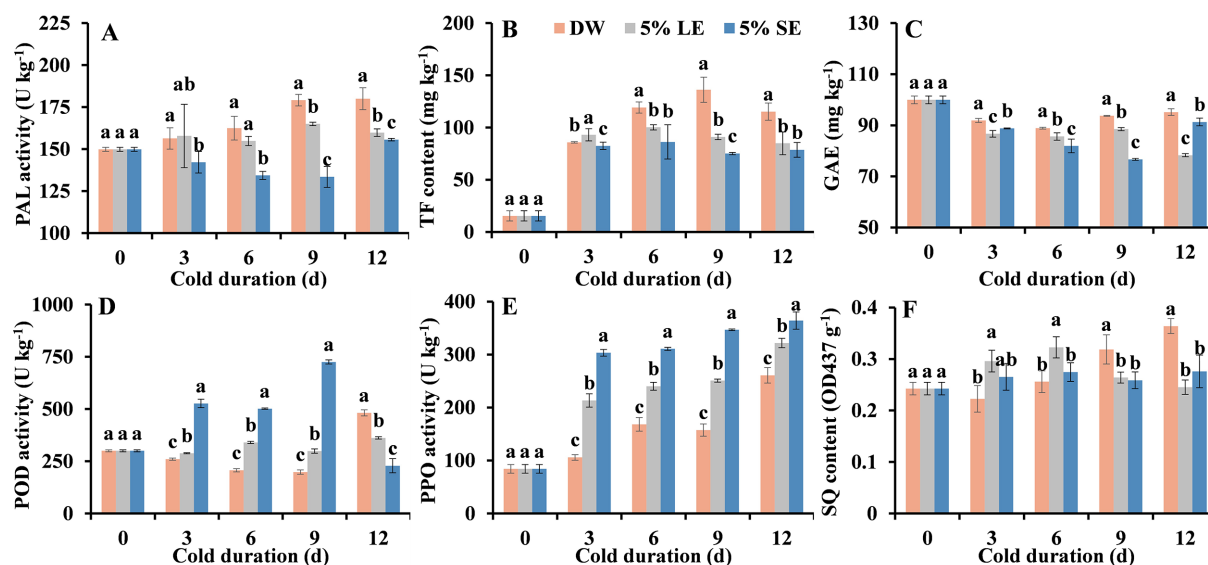 A
PAL activity (U kg-1)
225
200
175
150
125
100
a a a
a ab b
a a b
a b c
a b c
0 3 6 9 12
Cold duration (d)
B
DW 5% LE 5% SE
TF content (mg kg-1)
200
150
100
50
0
a a a
b a c
a b b
a b c
a b b
0 3 6 9 12
Cold duration (d)
C
GAE (mg kg-1)
130
110
90
70
50
a a a
a c b
a b c
a b c
a c b
0 3 6 9 12
Cold duration (d)
D
POD activity (U kg-1)
1000
750
500
250
0
a a a
c b a
c b a
c b a
a b c
0 3 6 9 12
Cold duration (d)
E
PPO activity (U kg-1)
400
300
200
100
0
a a a
c b a
c b a
c b a
c b a
0 3 6 9 12
Cold duration (d)
F
SQ content (OD437 g-1)
0.4
0.3
0.2
0.1
0
a a a
b a ab
b a b
a b b
a b b
0 3 6 9 12
Cold duration (d)